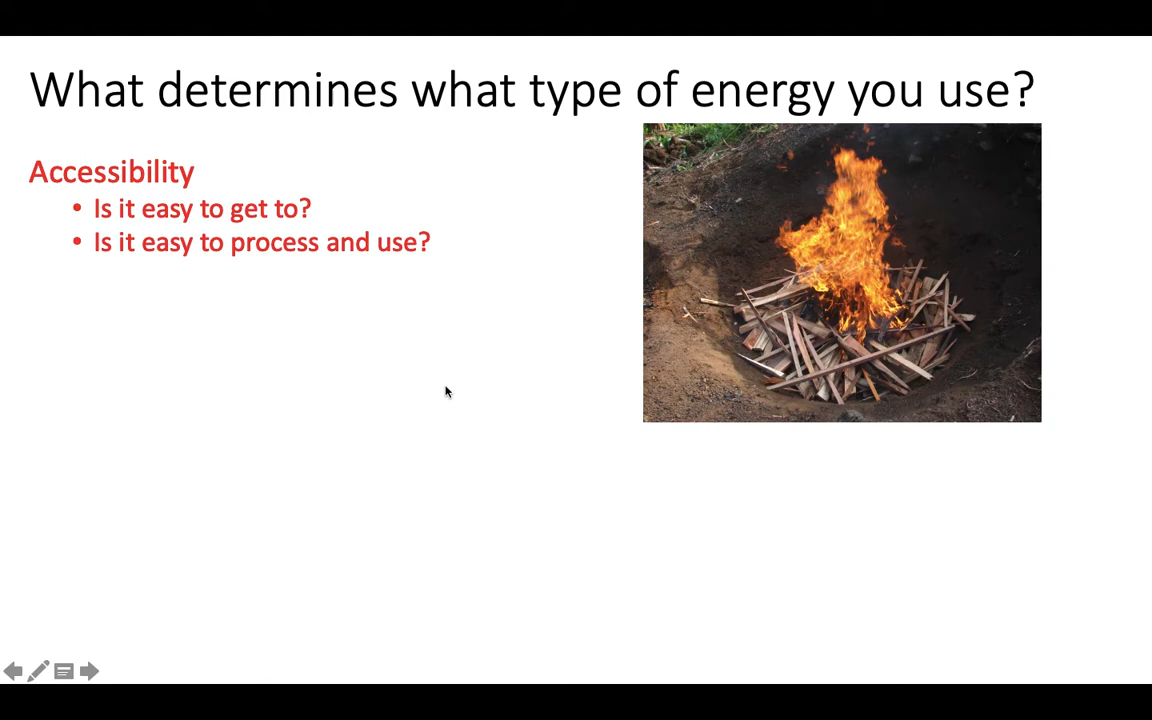 What determines what type of energy you use?
Accessibility
• Is it easy to get to?
• Is it easy to process and use?